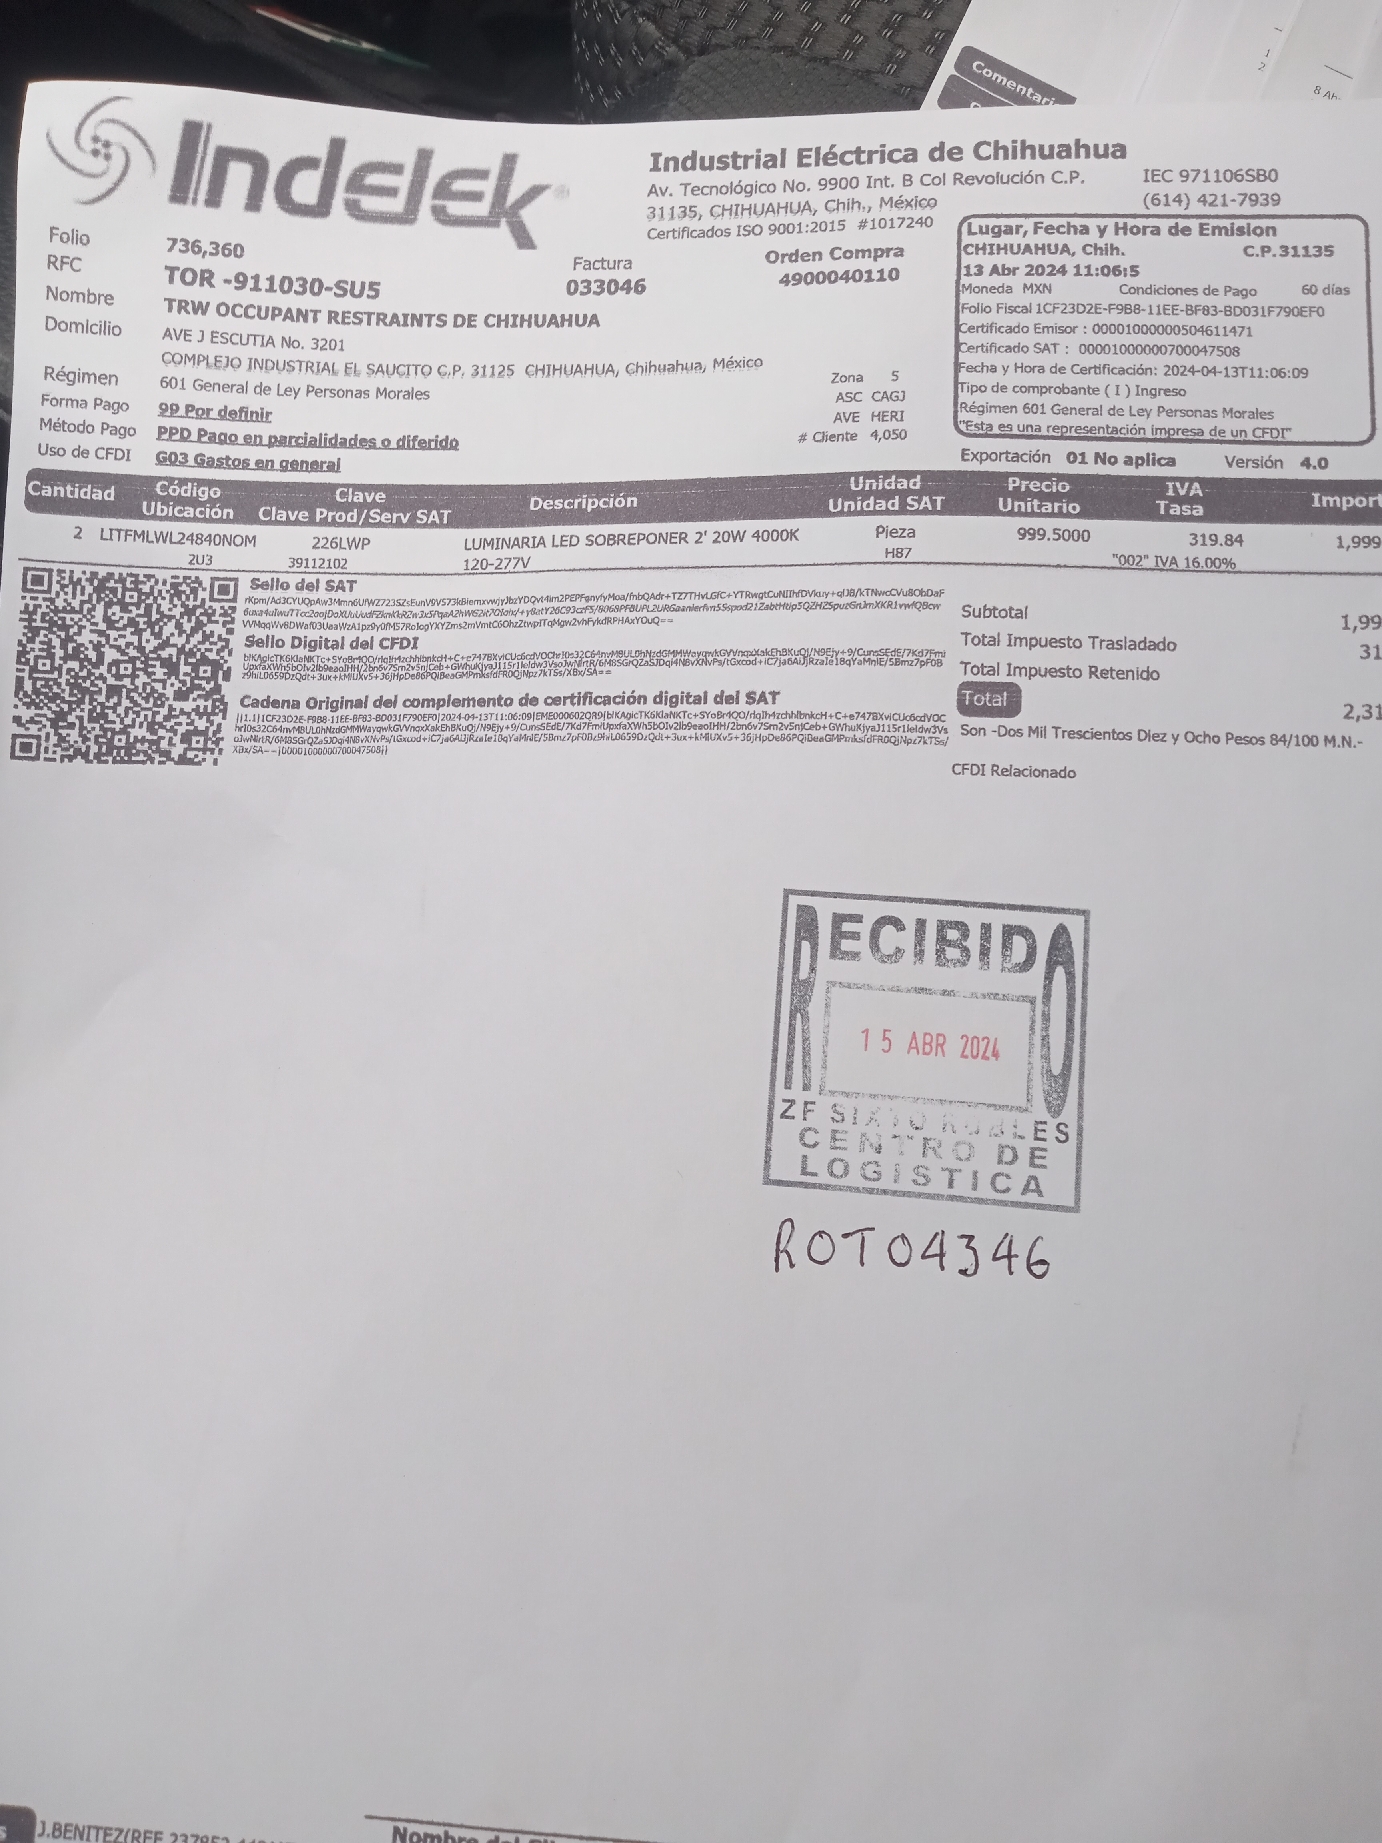 Comentari
Indelek
Industrial Eléctrica de Chihuahua
Av. Tecnológico No. 9900 Int. B Col Revolución C.P.
31135, CHIHUAHUA, Chih., México
Certificados ISO 9001:2015 #1017240
IEC 971106SB0
(614) 421-7939
Folio 736,360
RFC TOR -911030-SU5
Nombre TRW OCCUPANT RESTRAINTS DE CHIHUAHUA
Domicilio AVE J ESCUTIA No. 3201
COMPLEJO INDUSTRIAL EL SAUCITO C.P. 31125 CHIHUAHUA, Chihuahua, México
Régimen 601 General de Ley Personas Morales
Forma Pago 99 Por definir
Método Pago PPD Pago en parcialidades o diferido
Uso de CFDI G03 Gastos en general
Factura
033046
Orden Compra
4900040110
Zona 5
ASC CAGJ
AVE HERI
# Cliente 4,050
Lugar, Fecha y Hora de Emision
CHIHUAHUA, Chih. C.P.31135
13 Abr 2024 11:06:5
Moneda MXN Condiciones de Pago 60 días
Folio Fiscal 1CF23D2E-F9B8-11EE-BF83-BD031F790EF0
Certificado Emisor : 00001000000504611471
Certificado SAT : 00001000000700047508
Fecha y Hora de Certificación: 2024-04-13T11:06:09
Tipo de comprobante ( I ) Ingreso
Régimen 601 General de Ley Personas Morales
"Esta es una representación impresa de un CFDI"
Exportación 01 No aplica Versión 4.0
Cantidad Código Ubicación Clave Clave Prod/Serv SAT Descripción Unidad Unidad SAT Precio Unitario IVA Tasa Import
2 LITFMLWL24840NOM 226LWP LUMINARIA LED SOBREPONER 2' 20W 4000K Pieza 999.5000 319.84 1,999
2U3 39112102 120-277V H87 "002" IVA 16.00%
Sello del SAT
Sello Digital del CFDI
Cadena Original del complemento de certificación digital del SAT
Subtotal 1,99
Total Impuesto Trasladado 31
Total Impuesto Retenido
Total 2,31
Son -Dos Mil Trescientos Diez y Ocho Pesos 84/100 M.N.-
CFDI Relacionado
RECIBIDO
15 ABR 2024
ZF SIXTO ROBLES
CENTRO DE
LOGISTICA
ROT04346